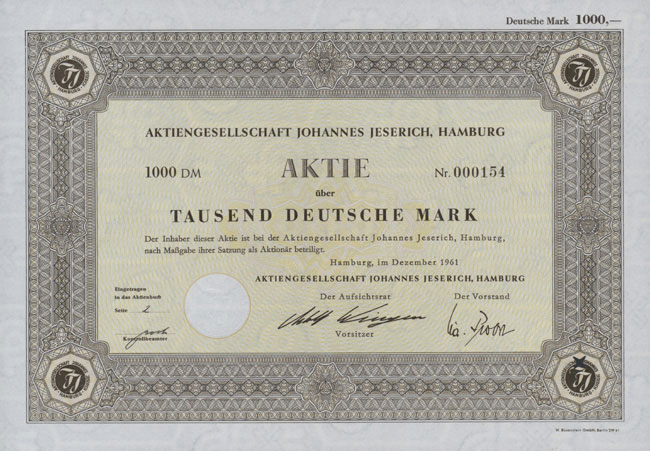 Deutsche Mark 1000,—
AKTIENGESELLSCHAFT JOHANNES JESERICH, HAMBURG
1000 DM AKTIE Nr. 000154
über
TAUSEND DEUTSCHE MARK
Der Inhaber dieser Aktie ist bei der Aktiengesellschaft Johannes Jeserich, Hamburg,
nach Maßgabe ihrer Satzung als Aktionär beteiligt.
Hamburg, im Dezember 1961
AKTIENGESELLSCHAFT JOHANNES JESERICH, HAMBURG
Eingetragen
in das Aktienbuch
Seite 2
Kontrollbeamter
Der Aufsichtsrat
Vorsitzer
Der Vorstand